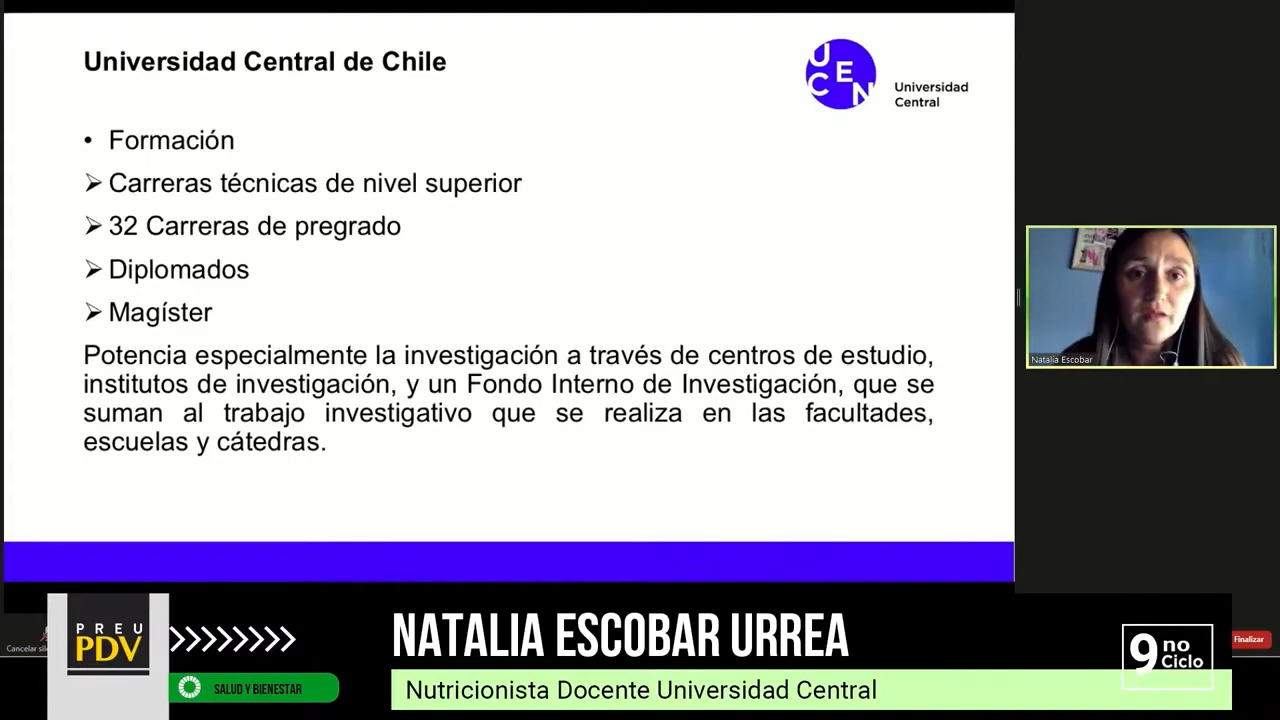 Universidad Central de Chile
U
E
C
N
Universidad
Central
• Formación
➢ Carreras técnicas de nivel superior
➢ 32 Carreras de pregrado
➢ Diplomados
➢ Magíster
Potencia especialmente la investigación a través de centros de estudio,
institutos de investigación, y un Fondo Interno de Investigación, que se
suman al trabajo investigativo que se realiza en las facultades,
escuelas y cátedras.
Natalia Escobar
Cancelar
PREU
PDV
SALUD Y BIENESTAR
NATALIA ESCOBAR URREA
Nutricionista Docente Universidad Central
9 no
Ciclo
Finalizar